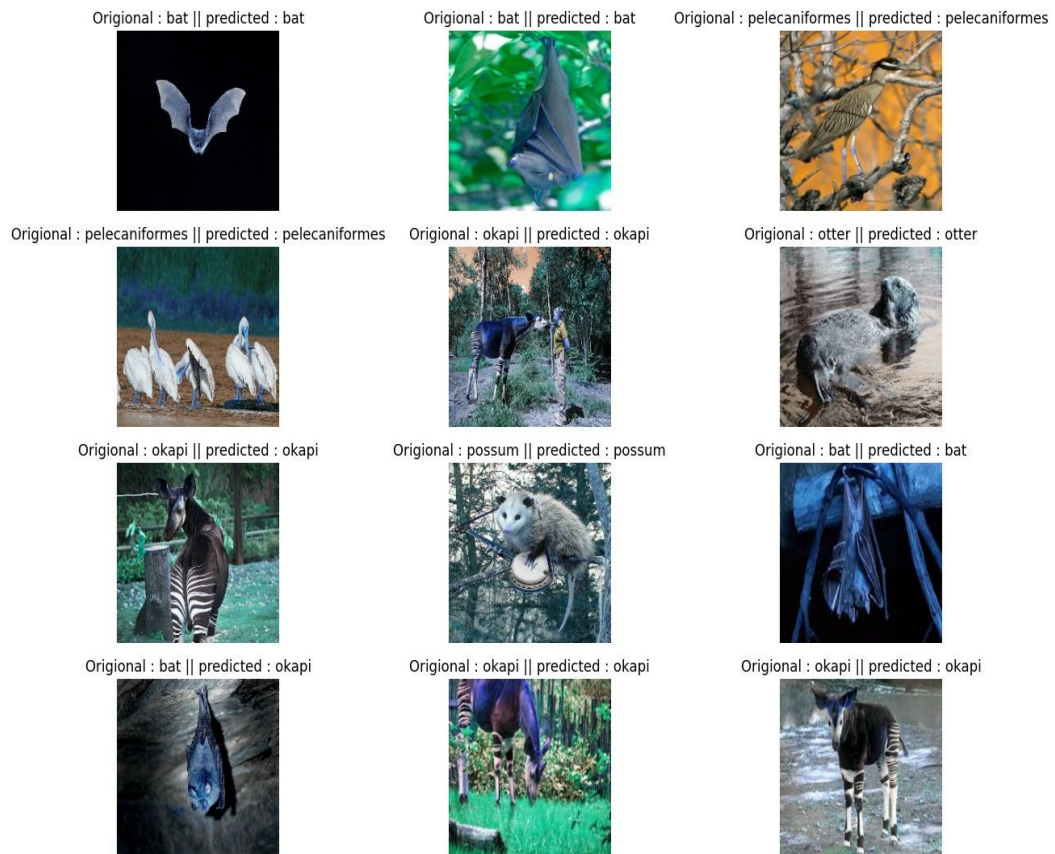 Origional : bat || predicted : bat
Origional : bat || predicted : bat
Origional : pelecaniformes || predicted : pelecaniformes
Origional : pelecaniformes || predicted : pelecaniformes
Origional : okapi || predicted : okapi
Origional : otter || predicted : otter
Origional : okapi || predicted : okapi
Origional : possum || predicted : possum
Origional : bat || predicted : bat
Origional : bat || predicted : okapi
Origional : okapi || predicted : okapi
Origional : okapi || predicted : okapi